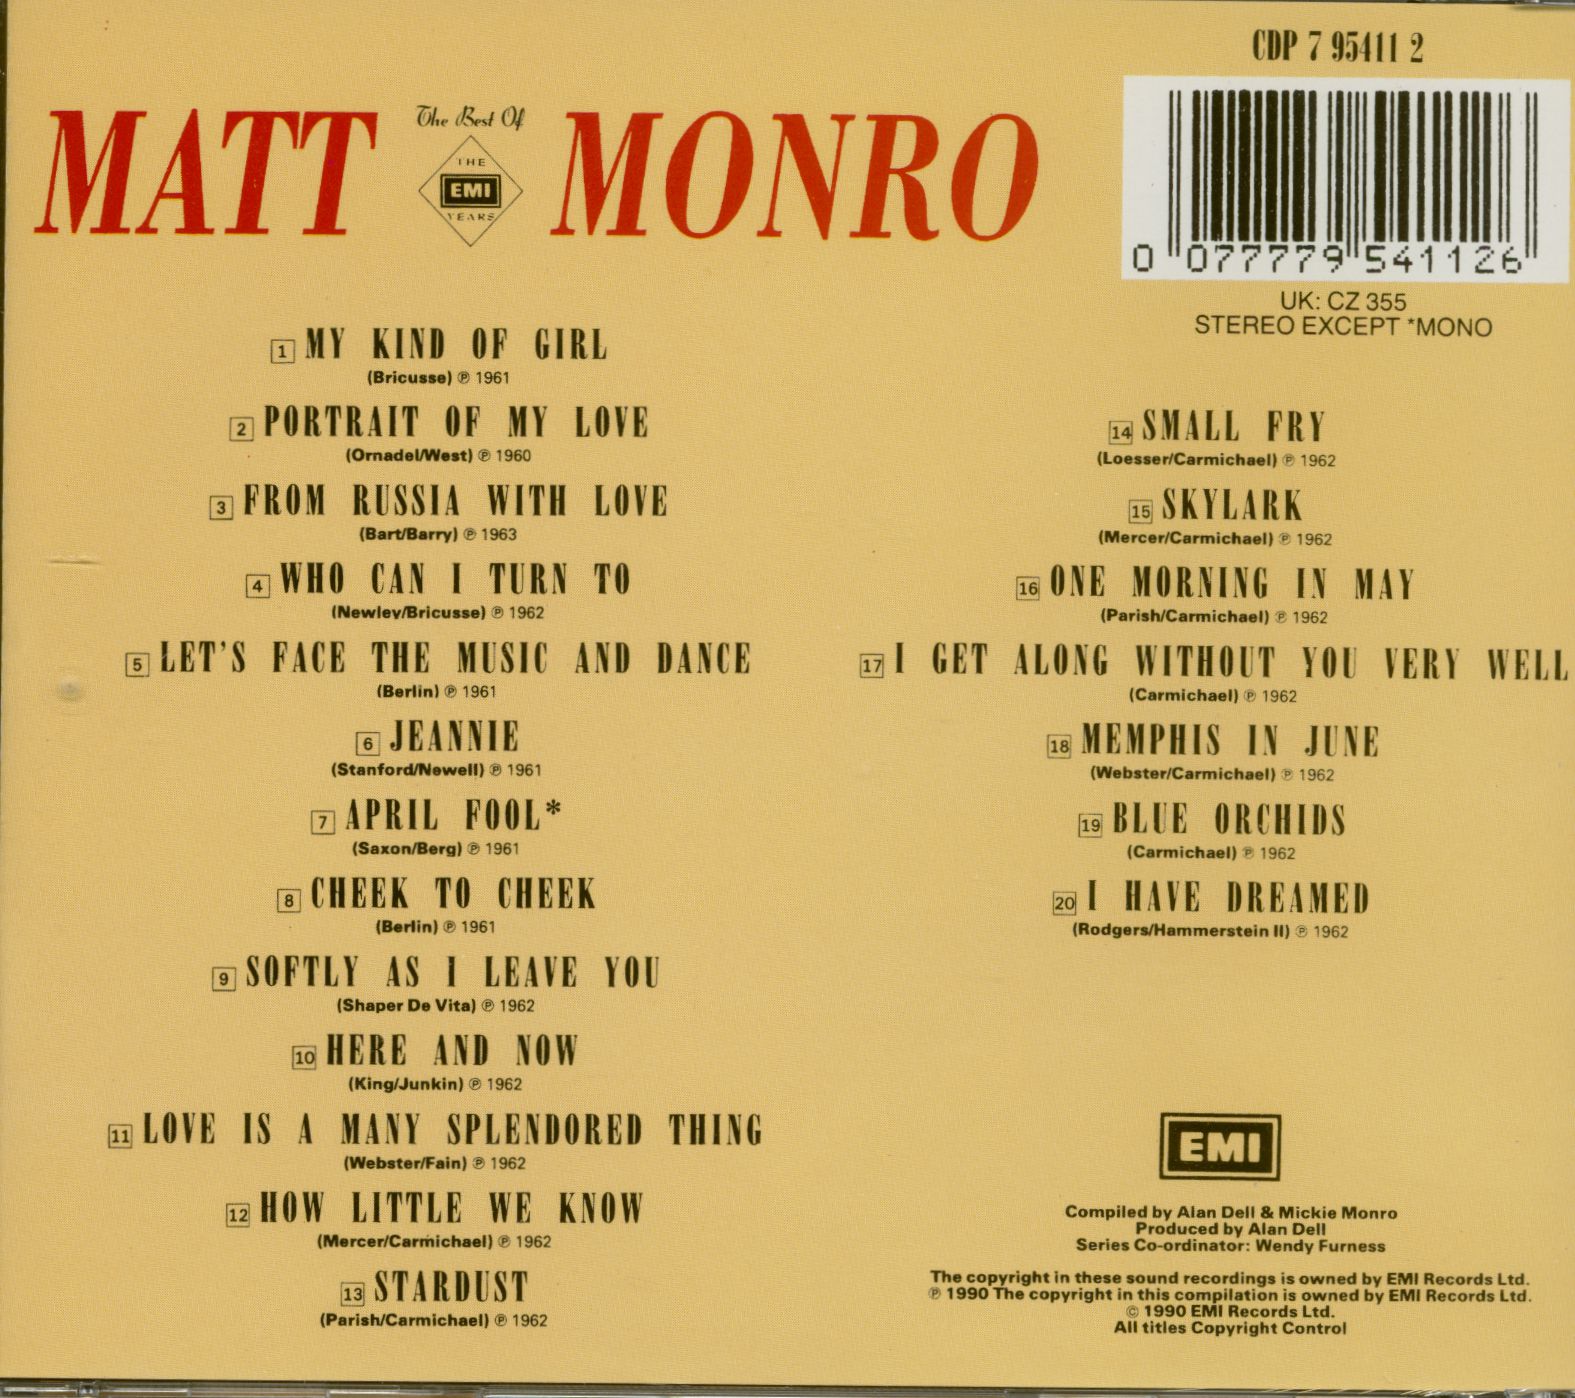 CDP 7 95411 2
MATT The Best Of MONRO
THE
EMI
YEARS
0 077779 541126
UK: CZ 355
STEREO EXCEPT *MONO
1 MY KIND OF GIRL
(Bricusse) ℗ 1961
2 PORTRAIT OF MY LOVE
(Ornadel/West) ℗ 1960
3 FROM RUSSIA WITH LOVE
(Bart/Barry) ℗ 1963
4 WHO CAN I TURN TO
(Newley/Bricusse) ℗ 1962
5 LET'S FACE THE MUSIC AND DANCE
(Berlin) ℗ 1961
6 JEANNIE
(Stanford/Newell) ℗ 1961
7 APRIL FOOL*
(Saxon/Berg) ℗ 1961
8 CHEEK TO CHEEK
(Berlin) ℗ 1961
9 SOFTLY AS I LEAVE YOU
(Shaper De Vita) ℗ 1962
10 HERE AND NOW
(King/Junkin) ℗ 1962
11 LOVE IS A MANY SPLENDORED THING
(Webster/Fain) ℗ 1962
12 HOW LITTLE WE KNOW
(Mercer/Carmichael) ℗ 1962
13 STARDUST
(Parish/Carmichael) ℗ 1962
14 SMALL FRY
(Loesser/Carmichael) ℗ 1962
15 SKYLARK
(Mercer/Carmichael) ℗ 1962
16 ONE MORNING IN MAY
(Parish/Carmichael) ℗ 1962
17 I GET ALONG WITHOUT YOU VERY WELL
(Carmichael) ℗ 1962
18 MEMPHIS IN JUNE
(Webster/Carmichael) ℗ 1962
19 BLUE ORCHIDS
(Carmichael) ℗ 1962
20 I HAVE DREAMED
(Rodgers/Hammerstein II) ℗ 1962
EMI
Compiled by Alan Dell & Mickie Monro
Produced by Alan Dell
Series Co-ordinator: Wendy Furness
The copyright in these sound recordings is owned by EMI Records Ltd.
℗ 1990 The copyright in this compilation is owned by EMI Records Ltd.
© 1990 EMI Records Ltd.
All titles Copyright Control